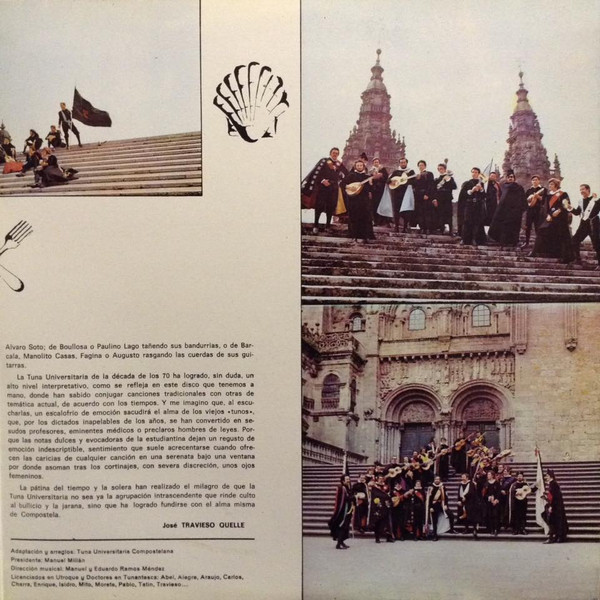 Alvaro Soto; de Boullosa o Paulino Lago tañendo sus bandurrias, o de Bar-
cala, Manolito Casas, Fagina o Augusto rasgando las cuerdas de sus gui-
tarras.
La Tuna Universitaria de la década de los 70 ha logrado, sin duda, un
alto nivel interpretativo, como se refleja en este disco que tenemos a
mano, donde han sabido conjugar canciones tradicionales con otras de
temática actual, de acuerdo con los tiempos. Y me imagino que, al escu-
charlas, un escalofrío de emoción sacudirá el alma de los viejos «tunos»,
que, por los dictados inapelables de los años, se han convertido en se-
sudos profesores, eminentes médicos o preclaros hombres de leyes. Por-
que las notas dulces y evocadoras de la estudiantina dejan un regusto de
emoción indescriptible, sentimiento que suele acrecentarse cuando ofre-
cen las caricias de cualquier canción en una serenata bajo una ventana
por donde asoman tras los cortinajes, con severa discreción, unos ojos
femeninos.
La pátina del tiempo y la solera han realizado el milagro de que la
Tuna Universitaria no sea ya la agrupación intrascendente que rinde culto
al bullicio y la jarana, sino que ha logrado fundirse con el alma misma
de Compostela.
José TRAVIESO QUELLE
Adaptación y arreglos: Tuna Universitaria Compostelana
Presidente: Manuel Millán
Dirección musical: Manuel y Eduardo Ramos Méndez
Licenciados en Utroque y Doctores en Tunantesca: Abel, Alegre, Araujo, Carlos,
Charra, Enrique, Isidro, Mito, Morete, Pablo, Tatín, Travieso....